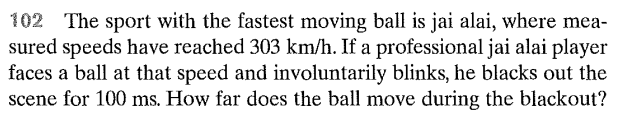 102 The sport with the fastest moving ball is jai alai, where mea-
sured speeds have reached 303 km/h. If a professional jai alai player
faces a ball at that speed and involuntarily blinks, he blacks out the
scene for 100 ms. How far does the ball move during the blackout?